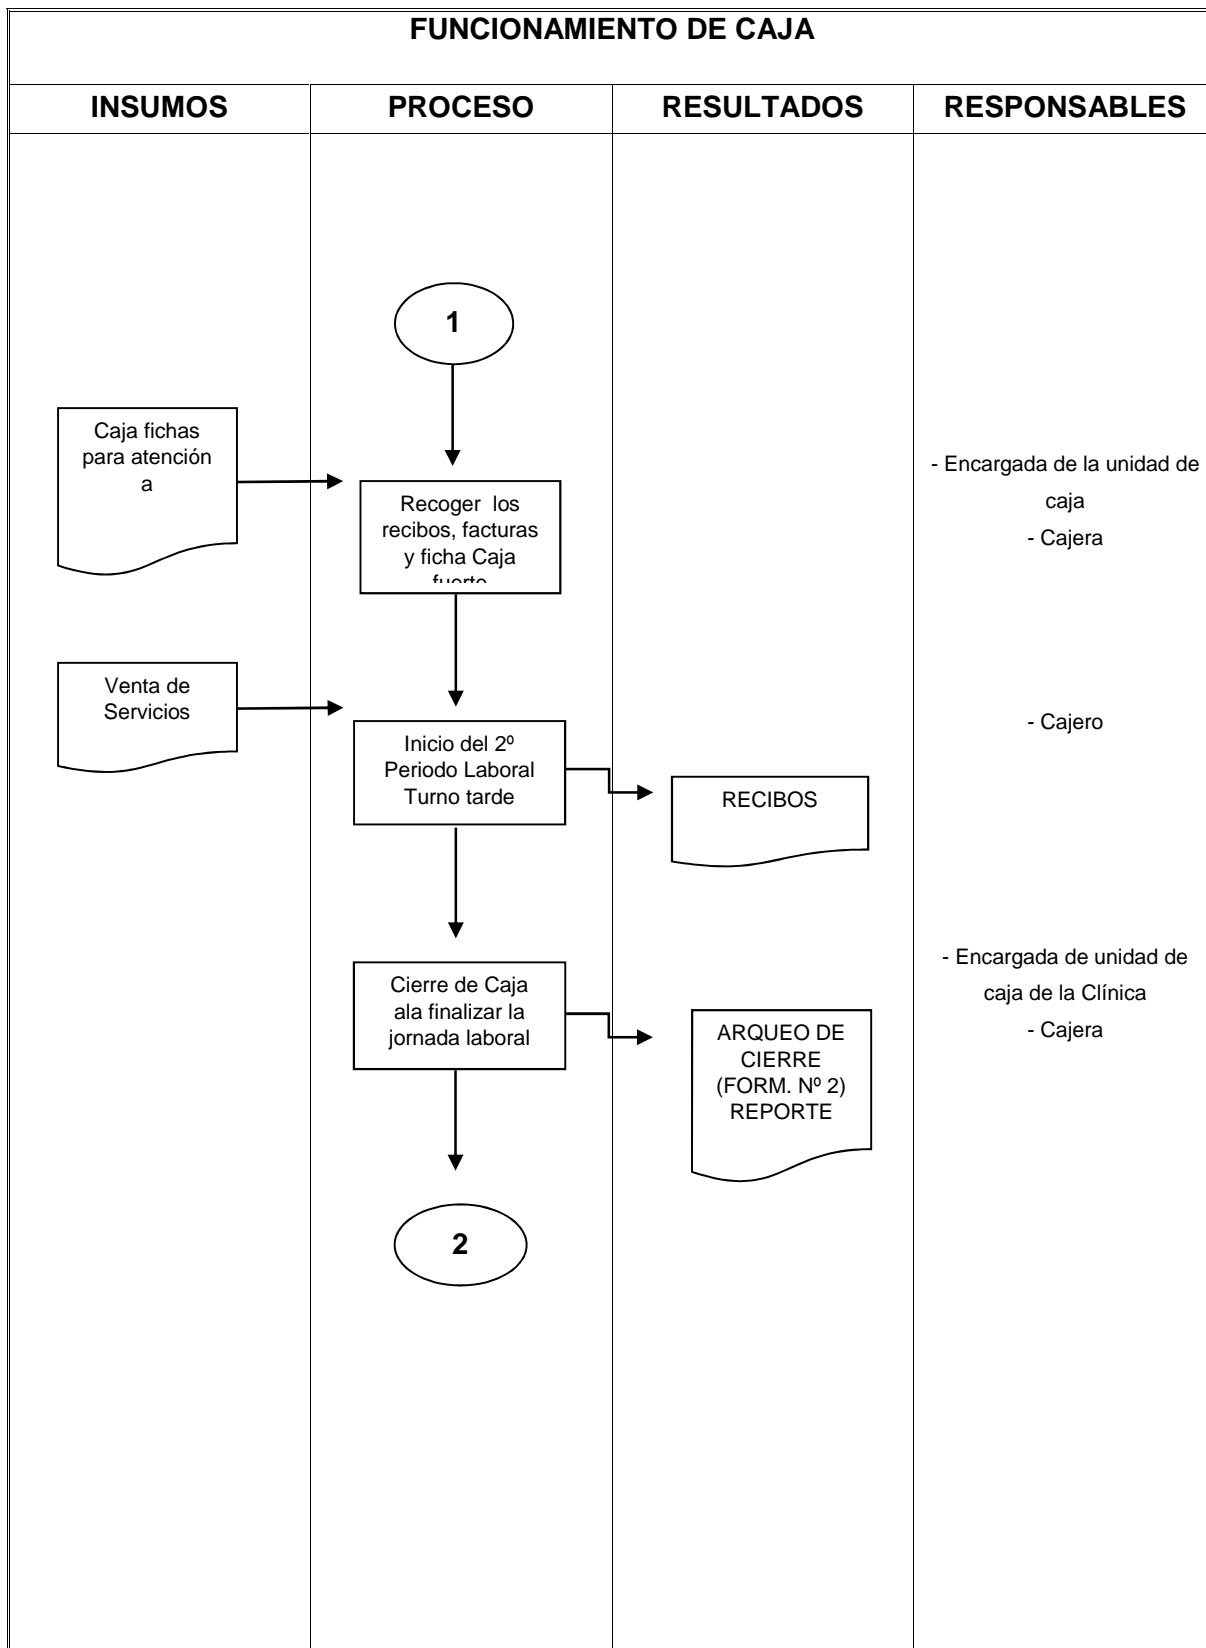 FUNCIONAMIENTO DE CAJA
INSUMOS
PROCESO
RESULTADOS
RESPONSABLES
1
Caja fichas
para atención
a
Recoger los
recibos, facturas
y ficha Caja
fuerte
- Encargada de la unidad de
caja
- Cajera
Venta de
Servicios
Inicio del 2º
Periodo Laboral
Turno tarde
RECIBOS
- Cajero
Cierre de Caja
ala finalizar la
jornada laboral
ARQUEO DE
CIERRE
(FORM. Nº 2)
REPORTE
- Encargada de unidad de
caja de la Clínica
- Cajera
2